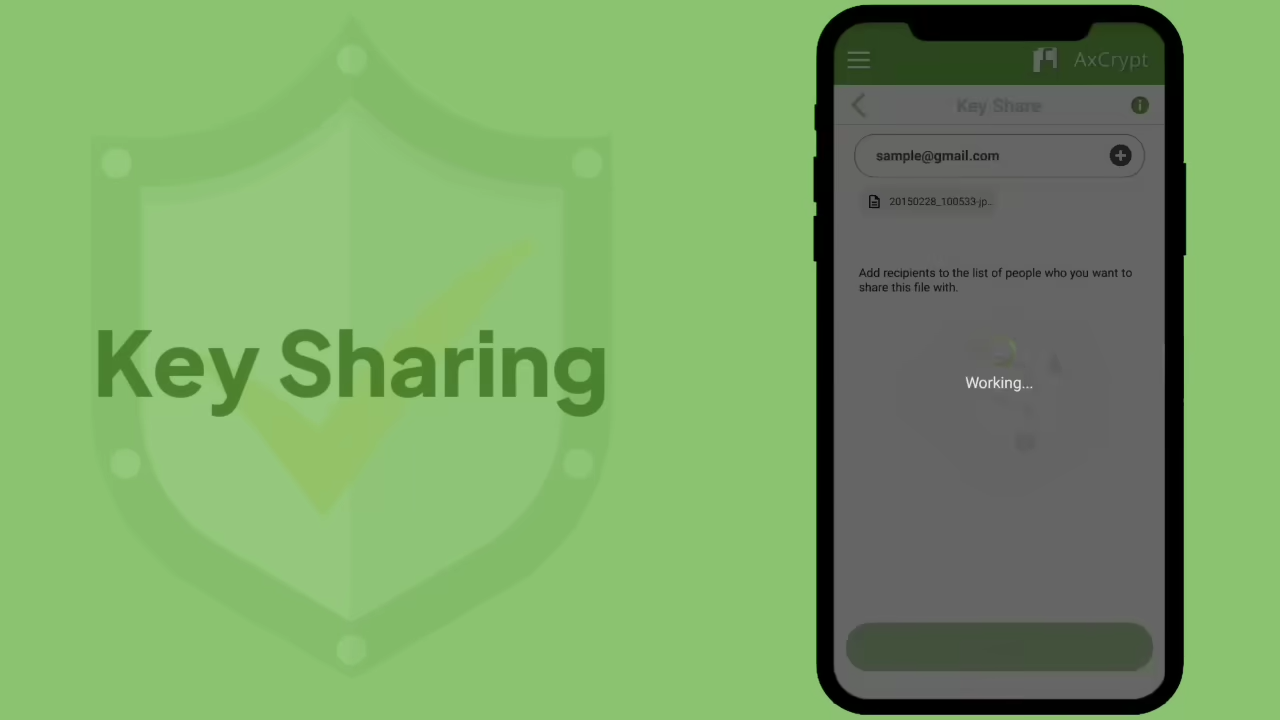 Key Sharing
AxCrypt
Key Share
sample@gmail.com
20150228_100533-jp...
Add recipients to the list of people who you want to
share this file with.
Working...